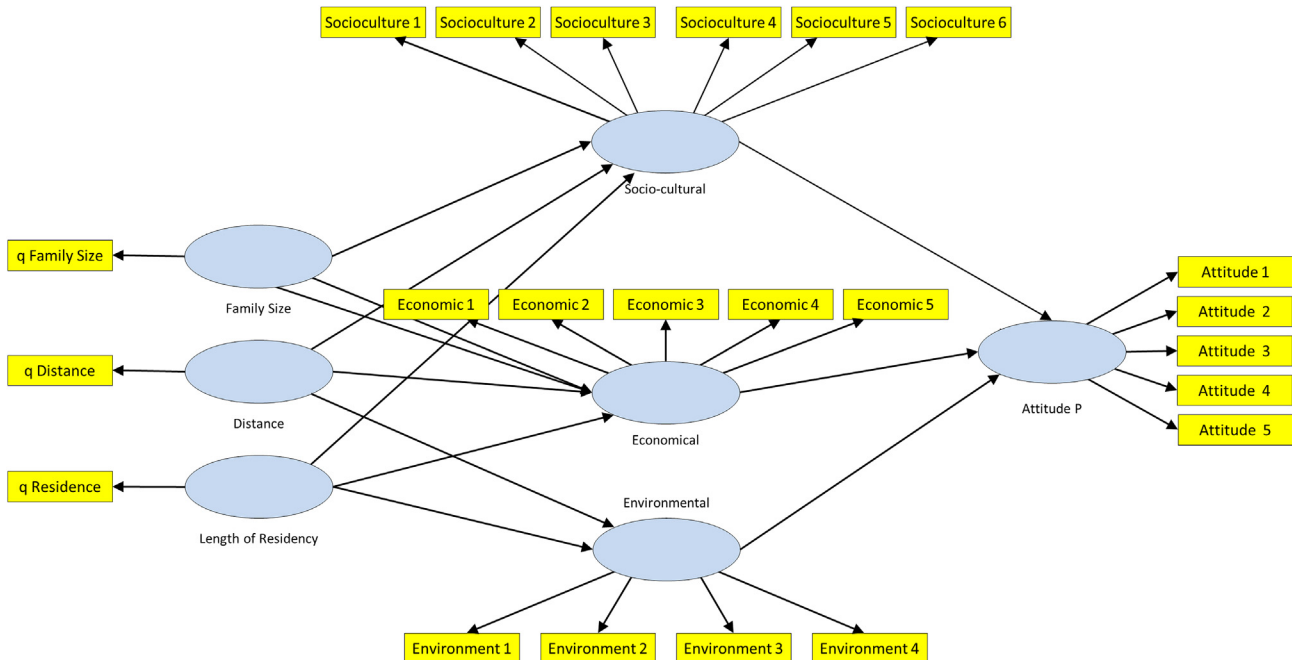 Socioculture 1
Socioculture 2
Socioculture 3
Socioculture 4
Socioculture 5
Socioculture 6
Socio-cultural
q Family Size
Family Size
Economic 1
Economic 2
Economic 3
Economic 4
Economic 5
Attitude 1
Attitude 2
Attitude 3
Attitude 4
Attitude 5
Attitude P
q Distance
Distance
Economical
q Residence
Length of Residency
Environmental
Environment 1
Environment 2
Environment 3
Environment 4